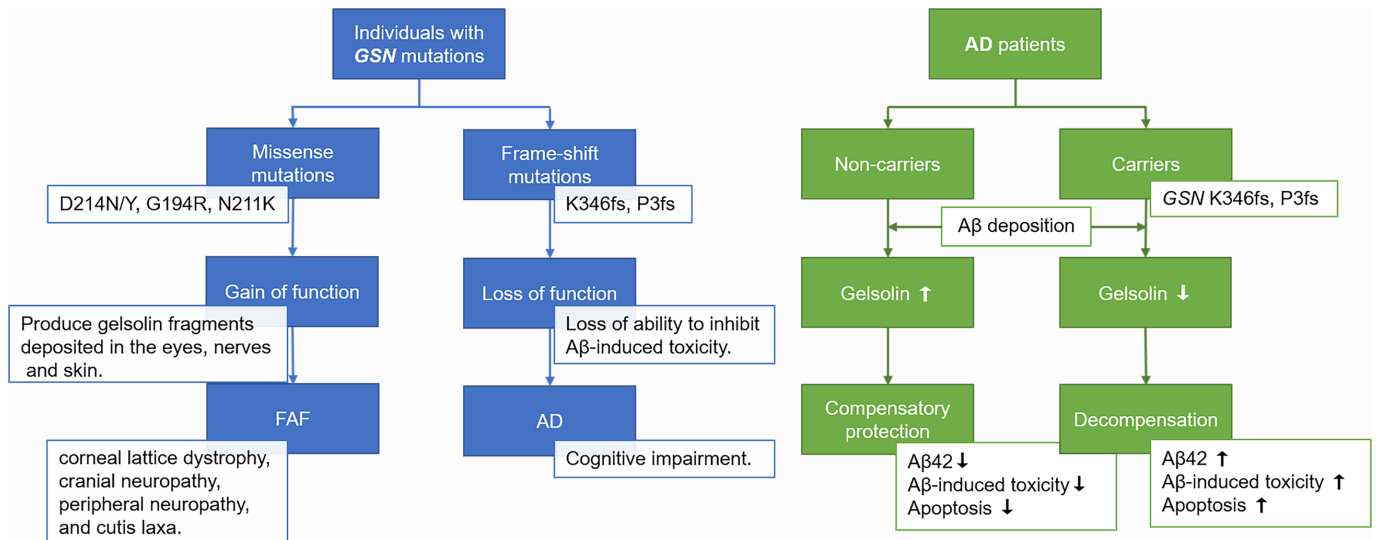 Individuals with
GSN mutations
Missense
mutations
D214N/Y, G194R, N211K
Gain of function
Produce gelsolin fragments
deposited in the eyes, nerves
and skin.
FAF
corneal lattice dystrophy,
cranial neuropathy,
peripheral neuropathy,
and cutis laxa.
Frame-shift
mutations
K346fs, P3fs
Loss of function
Loss of ability to inhibit
Aβ-induced toxicity.
AD
Cognitive impairment.
AD patients
Non-carriers
Carriers
GSN K346fs, P3fs
Aβ deposition
Gelsolin ↑
Gelsolin ↓
Compensatory
protection
Aβ42 ↓
Aβ-induced toxicity ↓
Apoptosis ↓
Decompensation
Aβ42 ↑
Aβ-induced toxicity ↑
Apoptosis ↑